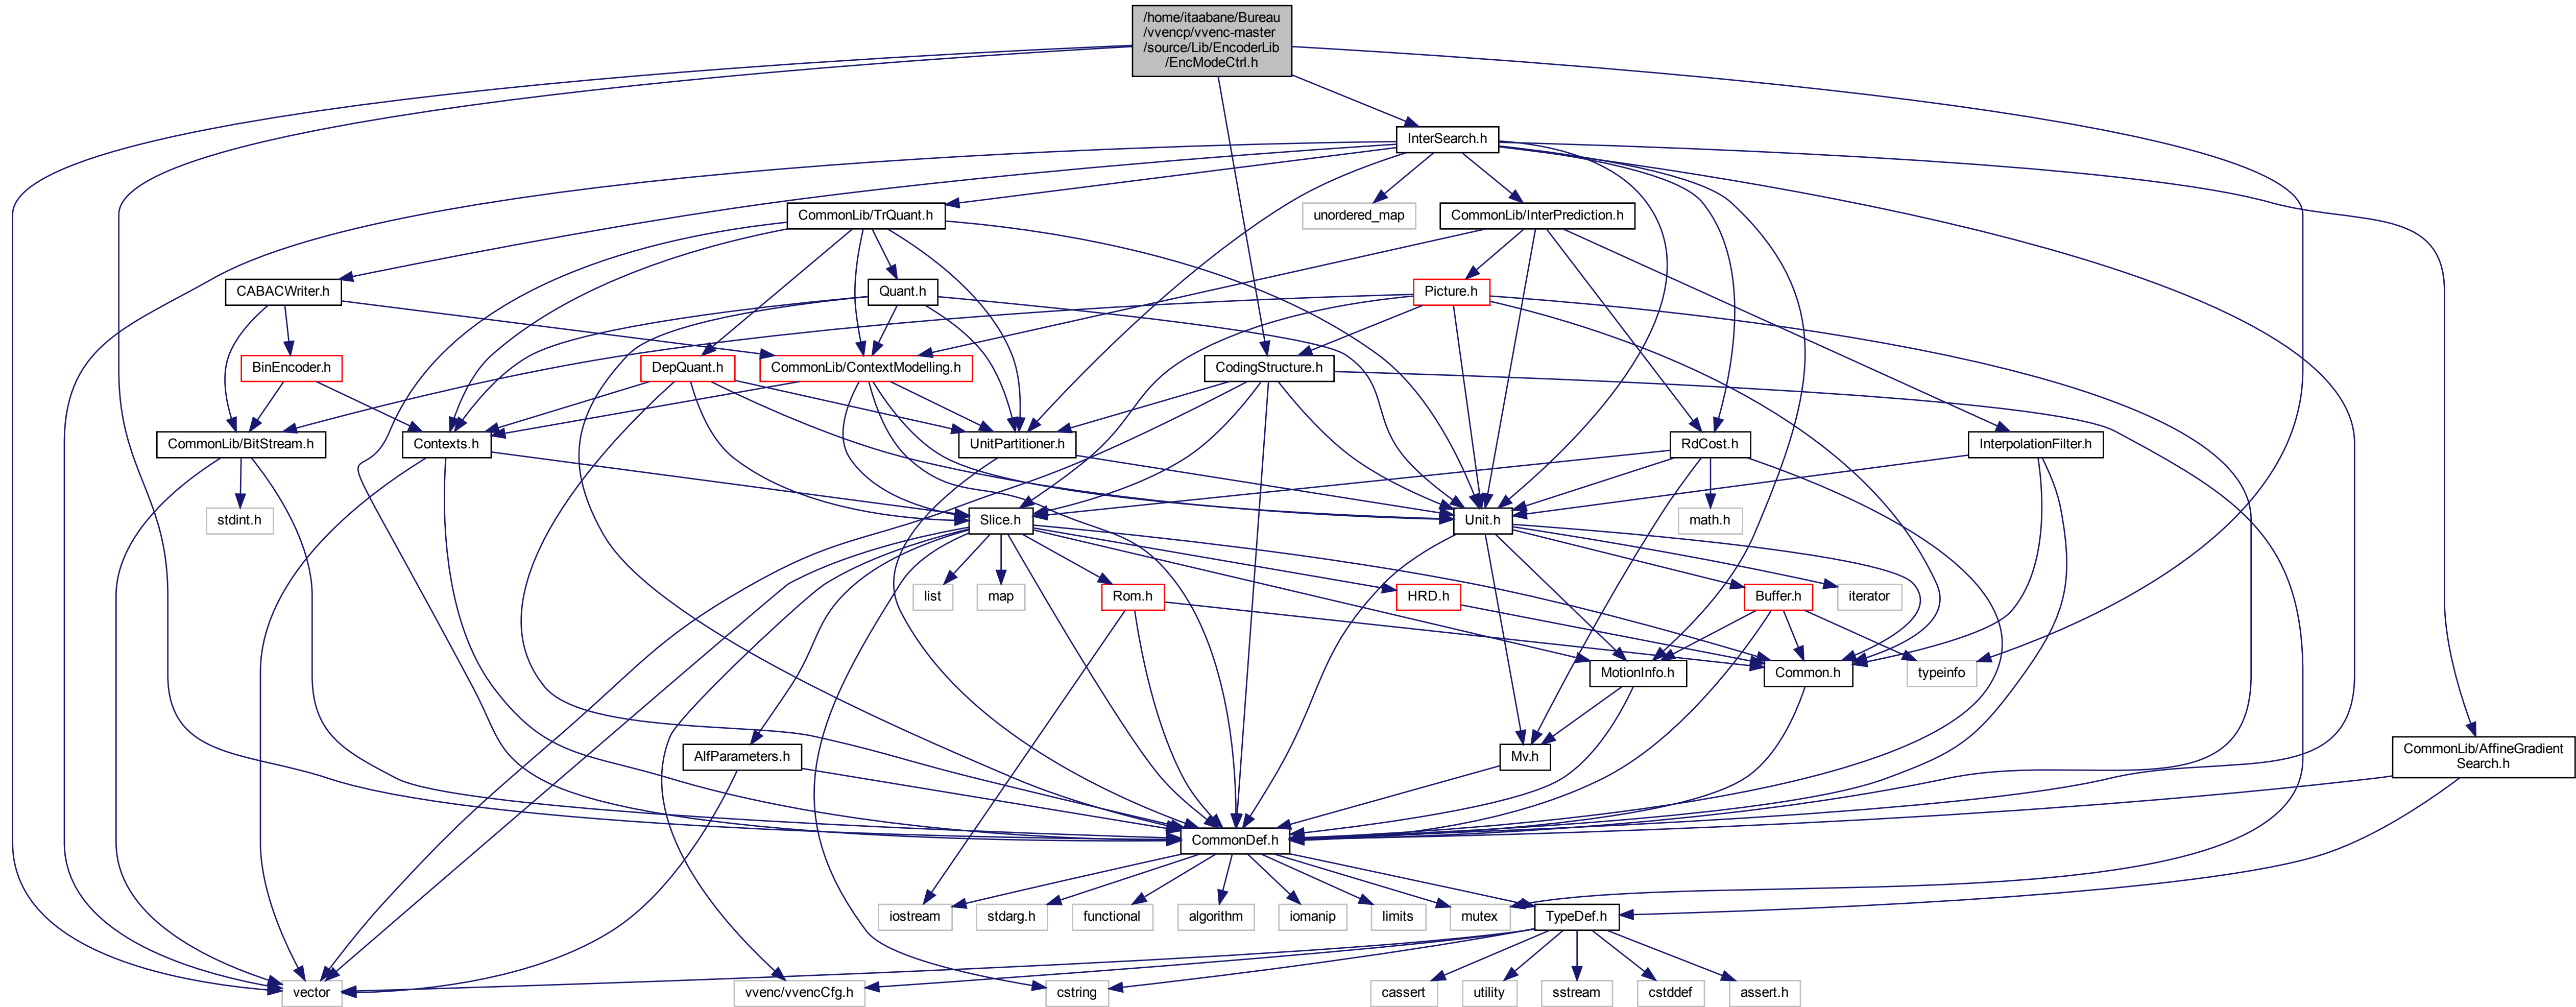 /home/itaabane/Bureau
/vvencp/vvenc-master
/source/Lib/EncoderLib
/EncModeCtrl.h
InterSearch.h
CommonLib/TrQuant.h
unordered_map
CommonLib/InterPrediction.h
CABACWriter.h
Quant.h
Picture.h
BinEncoder.h
DepQuant.h
CommonLib/ContextModelling.h
CodingStructure.h
CommonLib/BitStream.h
Contexts.h
UnitPartitioner.h
RdCost.h
InterpolationFilter.h
stdint.h
Slice.h
Unit.h
math.h
list
map
Rom.h
HRD.h
Buffer.h
iterator
MotionInfo.h
Common.h
typeinfo
AlfParameters.h
Mv.h
CommonLib/AffineGradient
Search.h
CommonDef.h
iostream
stdarg.h
functional
algorithm
iomanip
limits
mutex
TypeDef.h
vector
vvenc/vvencCfg.h
cstring
cassert
utility
sstream
cstddef
assert.h